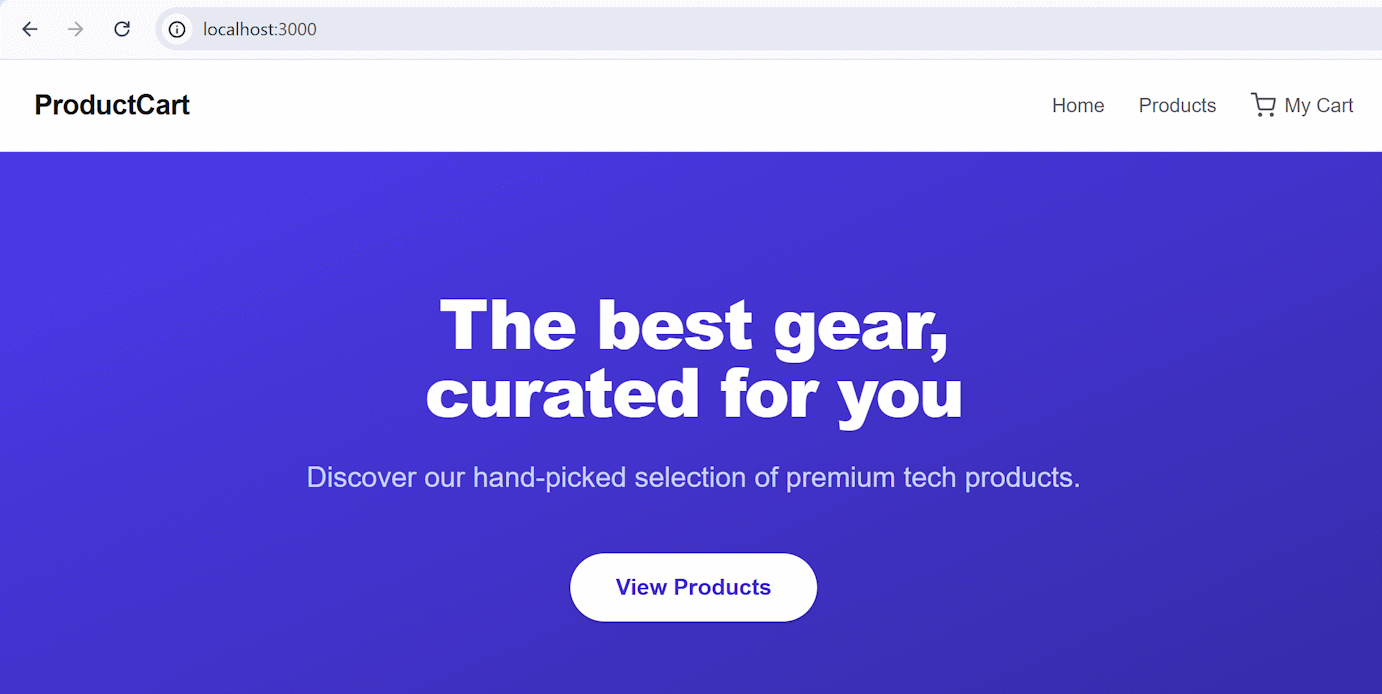 localhost:3000
ProductCart
Home Products My Cart
The best gear,
curated for you
Discover our hand-picked selection of premium tech products.
View Products